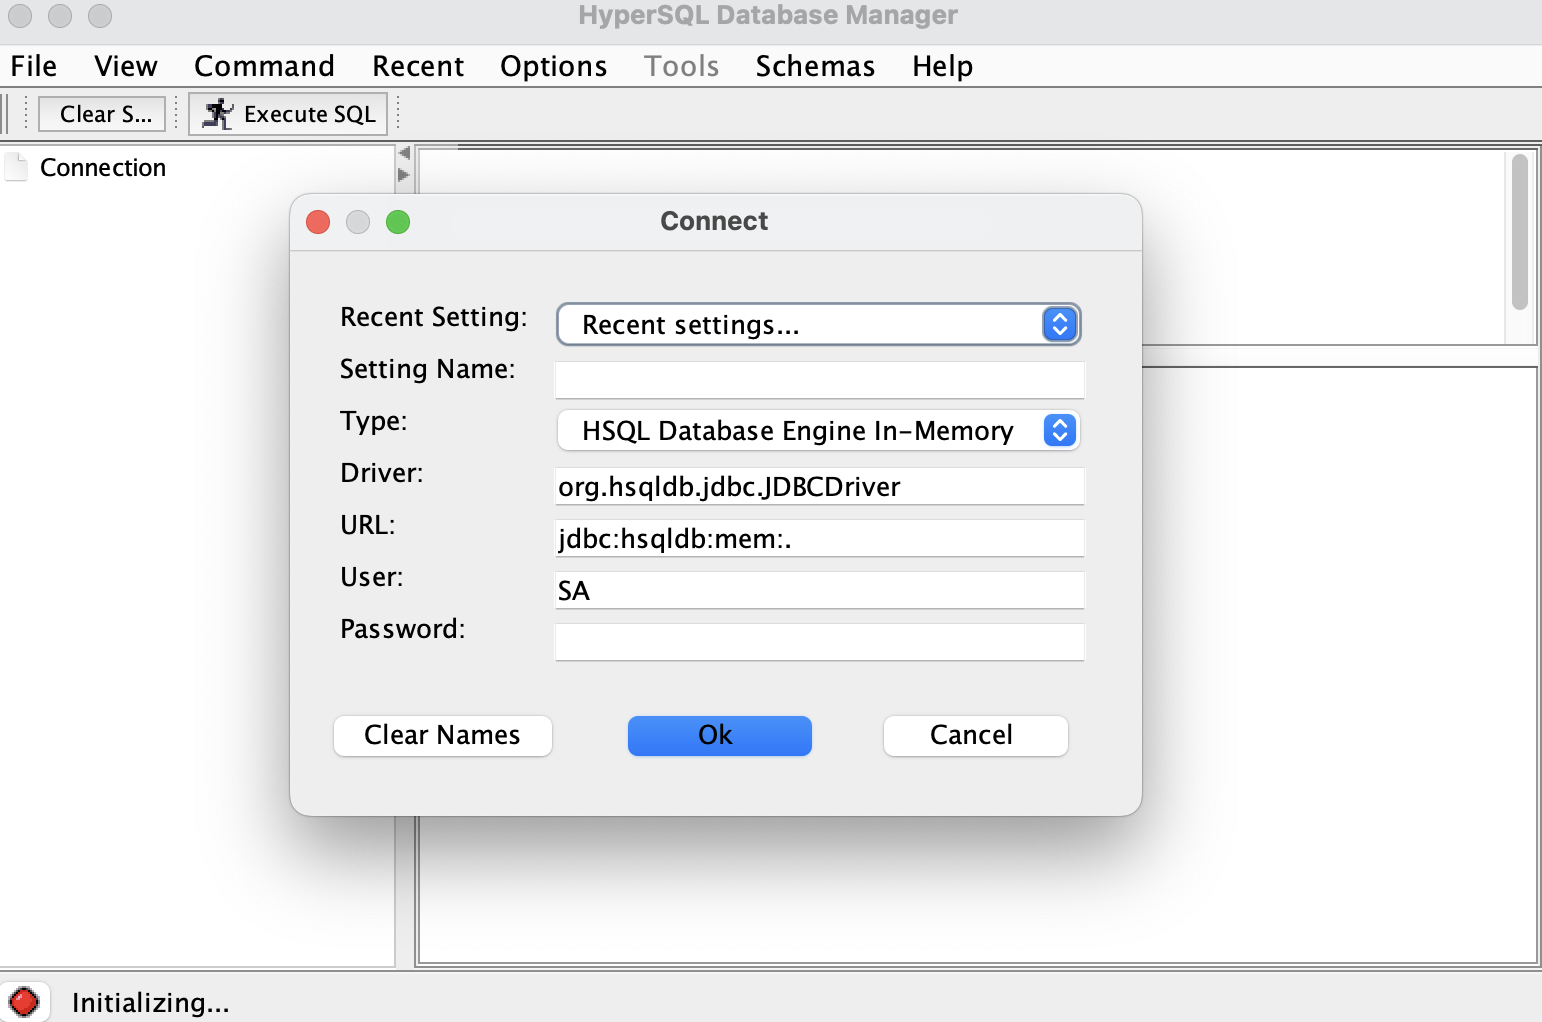 HyperSQL Database Manager
File View Command Recent Options Tools Schemas Help
Clear S... Execute SQL
Connection
Connect
Recent Setting: Recent settings...
Setting Name:
Type: HSQL Database Engine In-Memory
Driver: org.hsqldb.jdbc.JDBCDriver
URL: jdbc:hsqldb:mem:.
User: SA
Password:
Clear Names Ok Cancel
Initializing...